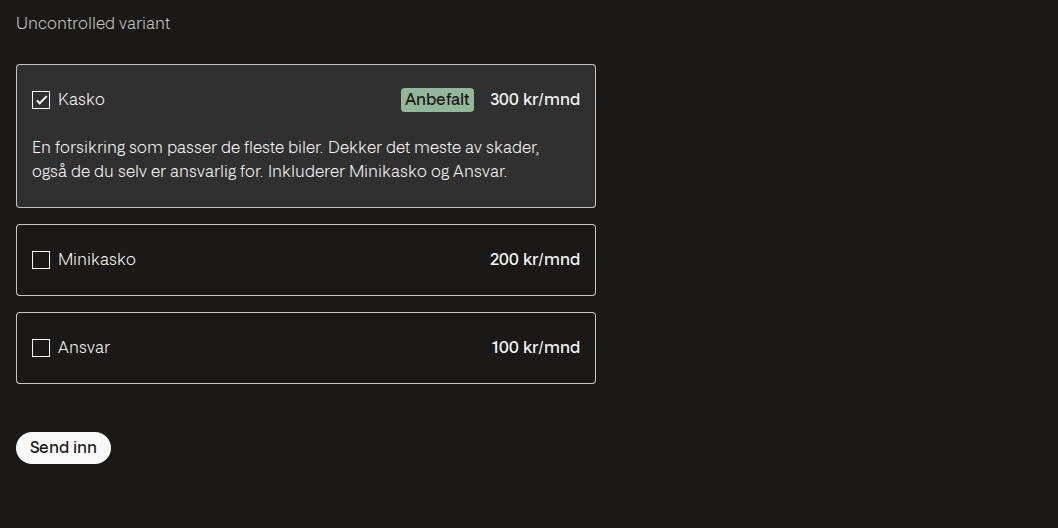 Uncontrolled variant
Kasko Anbefalt 300 kr/mnd
En forsikring som passer de fleste biler. Dekker det meste av skader,
også de du selv er ansvarlig for. Inkluderer Minikasko og Ansvar.
Minikasko 200 kr/mnd
Ansvar 100 kr/mnd
Send inn